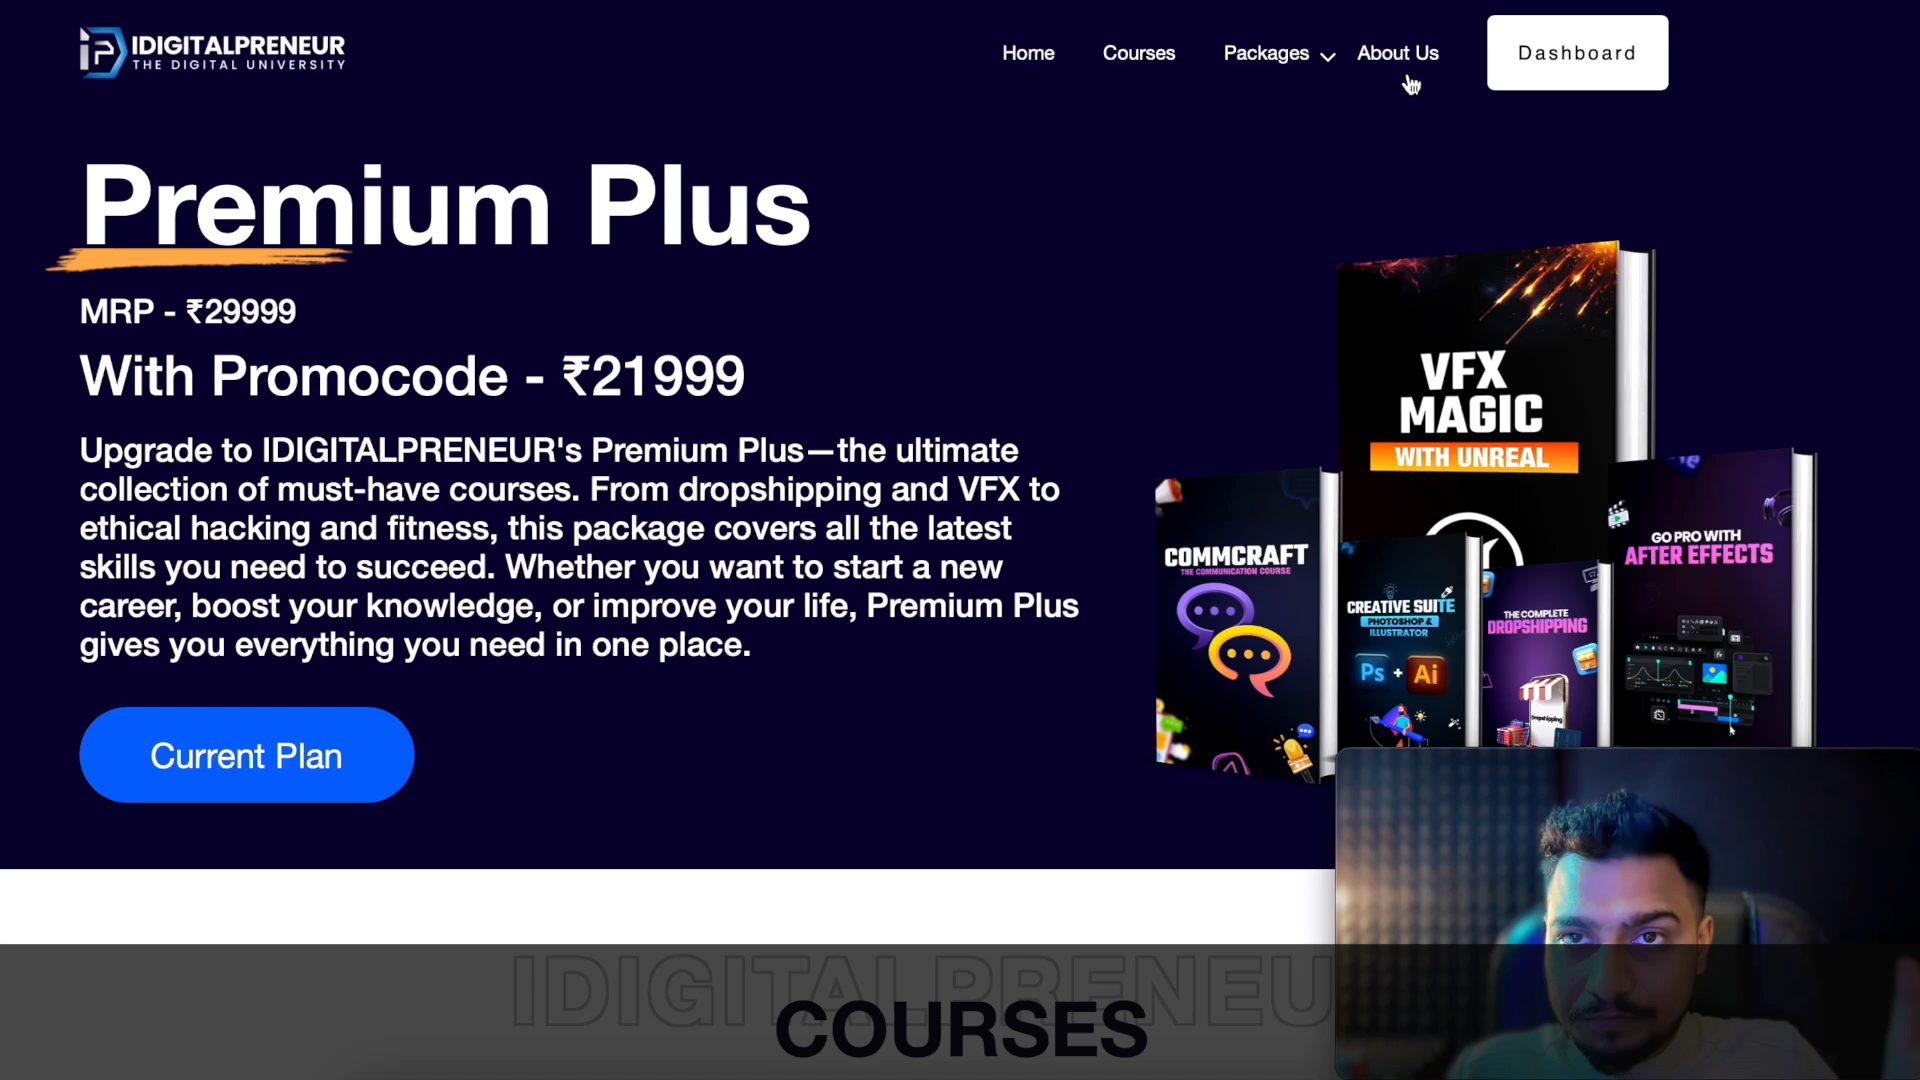 IDIGITALPRENEUR
THE DIGITAL UNIVERSITY
Home
Courses
Packages
About Us
Dashboard
Premium Plus
MRP - ₹29999
With Promocode - ₹21999
Upgrade to IDIGITALPRENEUR's Premium Plus—the ultimate
collection of must-have courses. From dropshipping and VFX to
ethical hacking and fitness, this package covers all the latest
skills you need to succeed. Whether you want to start a new
career, boost your knowledge, or improve your life, Premium Plus
gives you everything you need in one place.
Current Plan
VFX
MAGIC
WITH UNREAL
COMMCRAFT
THE COMMUNICATION COURSE
CREATIVE SUITE
PHOTOSHOP &
ILLUSTRATOR
Ps + Ai
THE COMPLETE
DROPSHIPPING
Dropshipping
GO PRO WITH
AFTER EFFECTS
IDIGITALPRENEU
COURSES